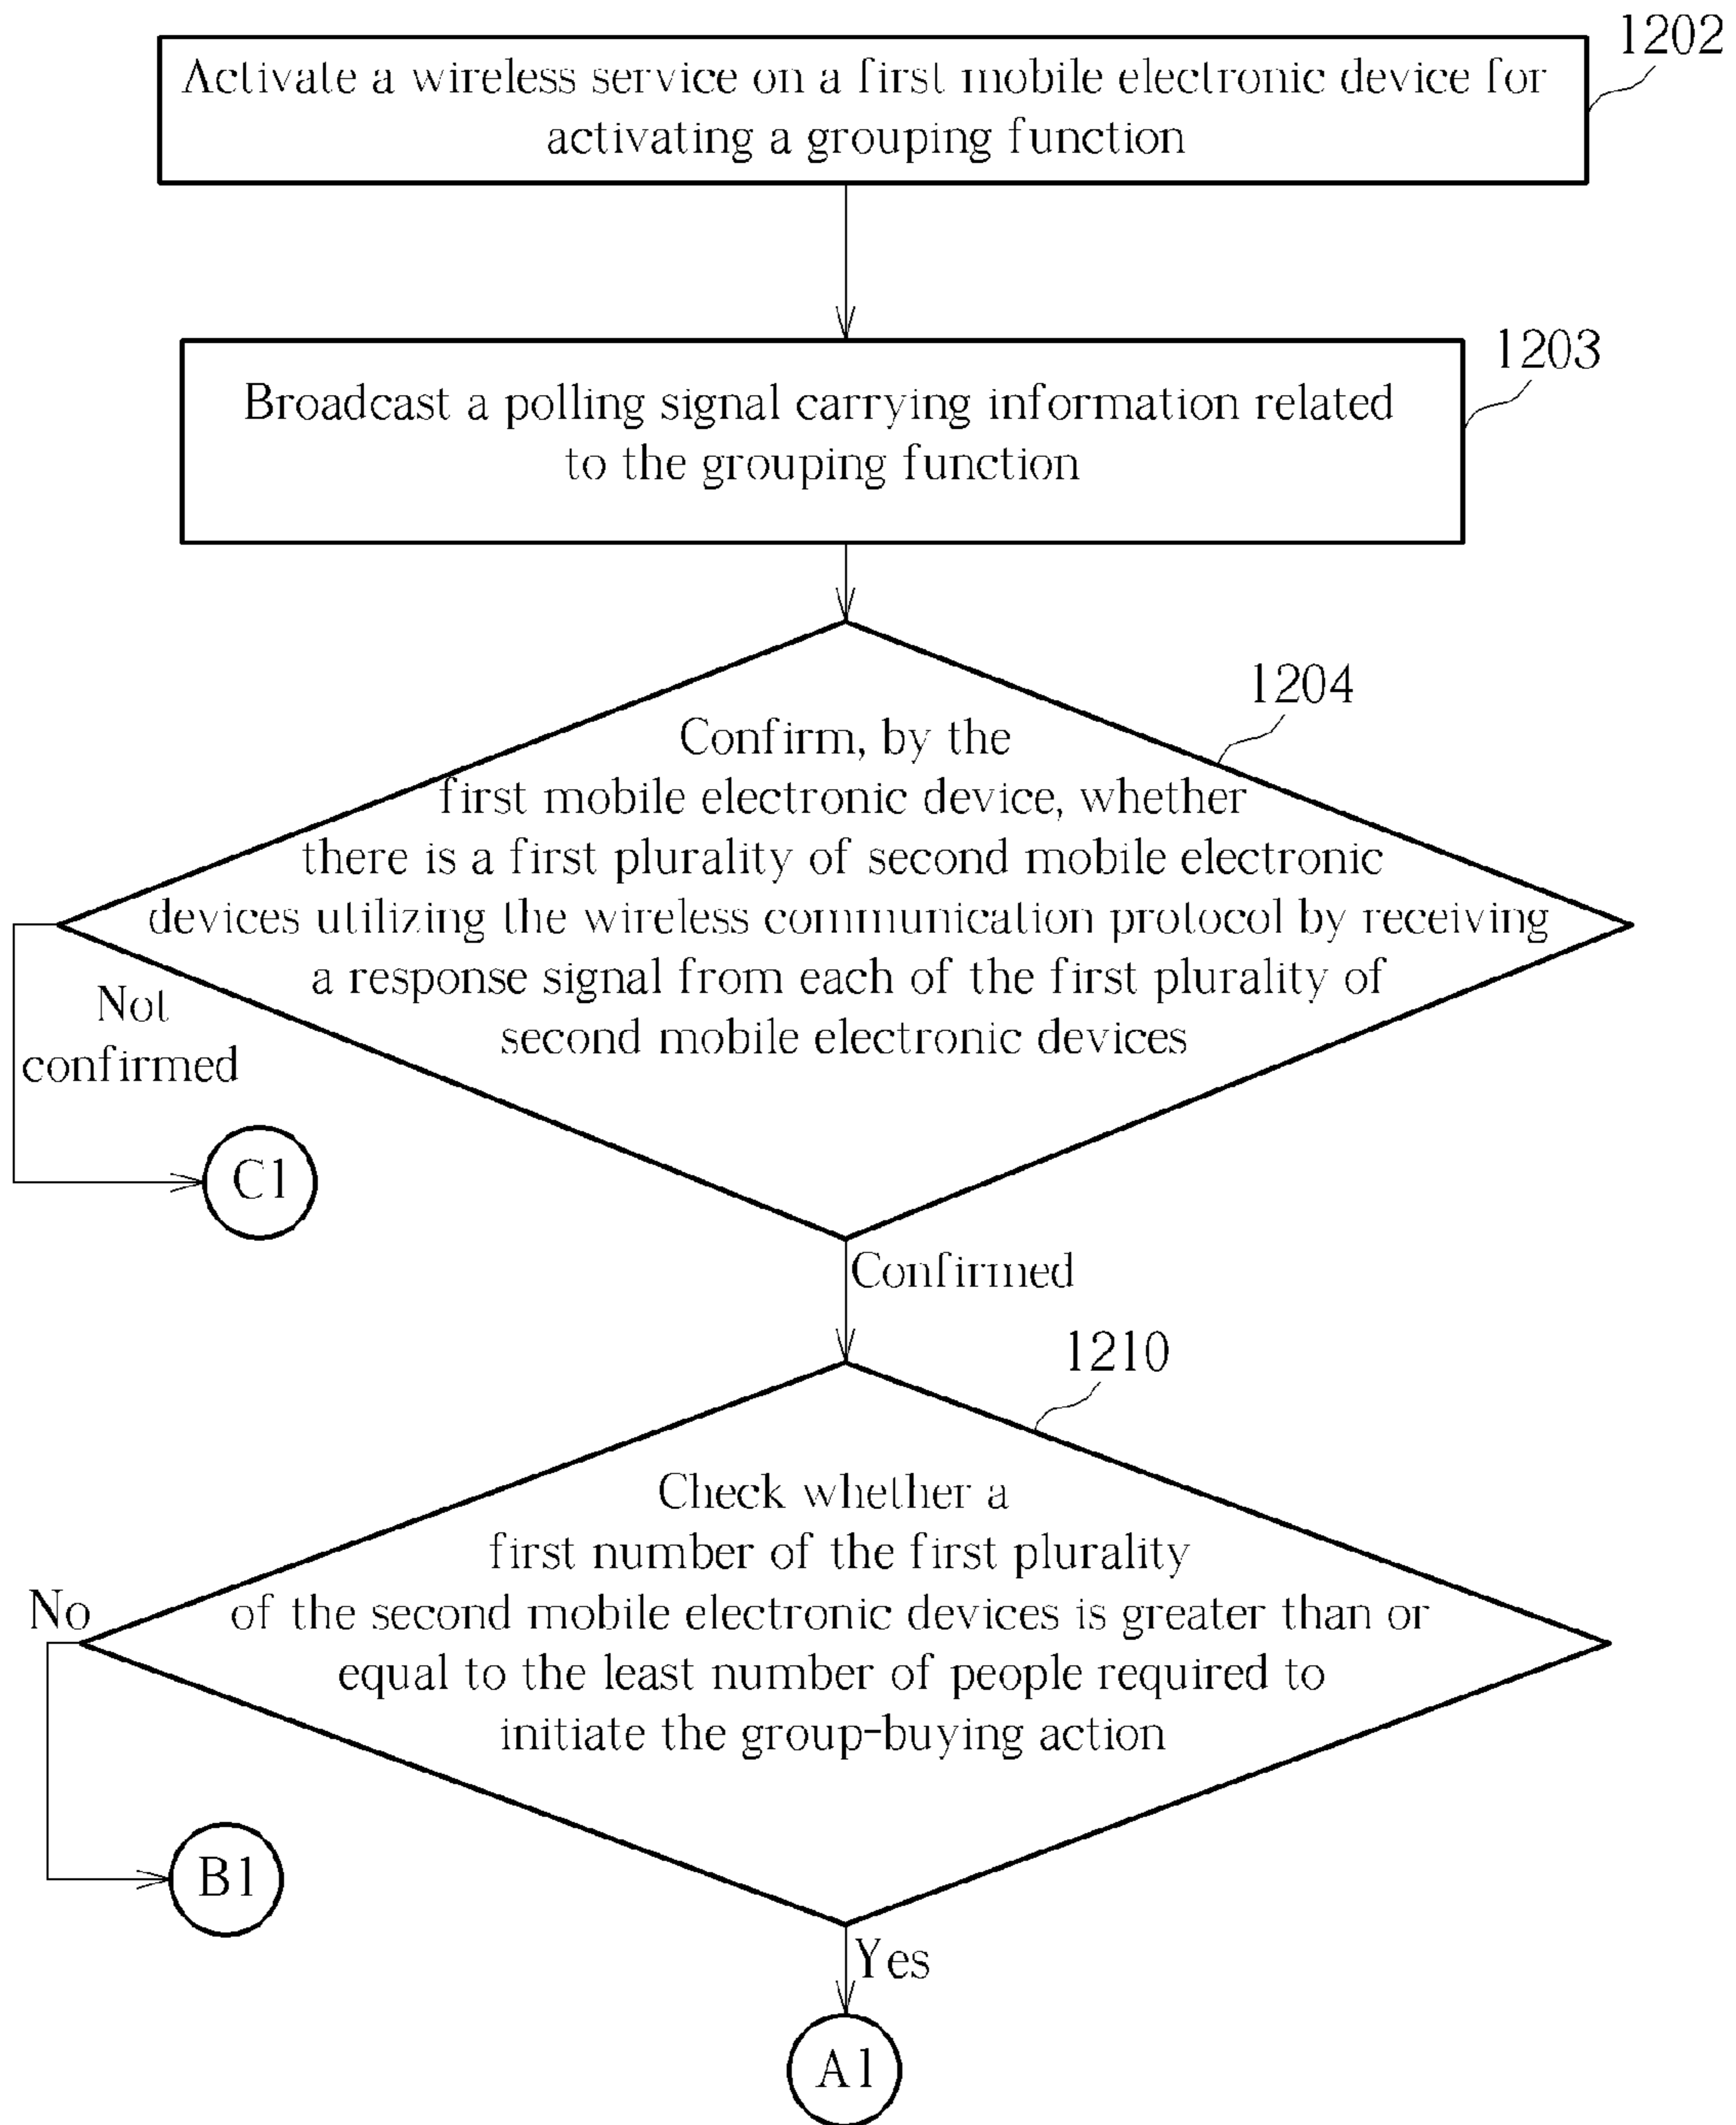 1202
Activate a wireless service on a first mobile electronic device for
activating a grouping function
1203
Broadcast a polling signal carrying information related
to the grouping function
1204
Confirm, by the
first mobile electronic device, whether
there is a first plurality of second mobile electronic
devices utilizing the wireless communication protocol by receiving
a response signal from each of the first plurality of
second mobile electronic devices
Not
confirmed
C1
Confirmed
1210
Check whether a
first number of the first plurality
of the second mobile electronic devices is greater than or
equal to the least number of people required to
initiate the group-buying action
No
B1
Yes
A1